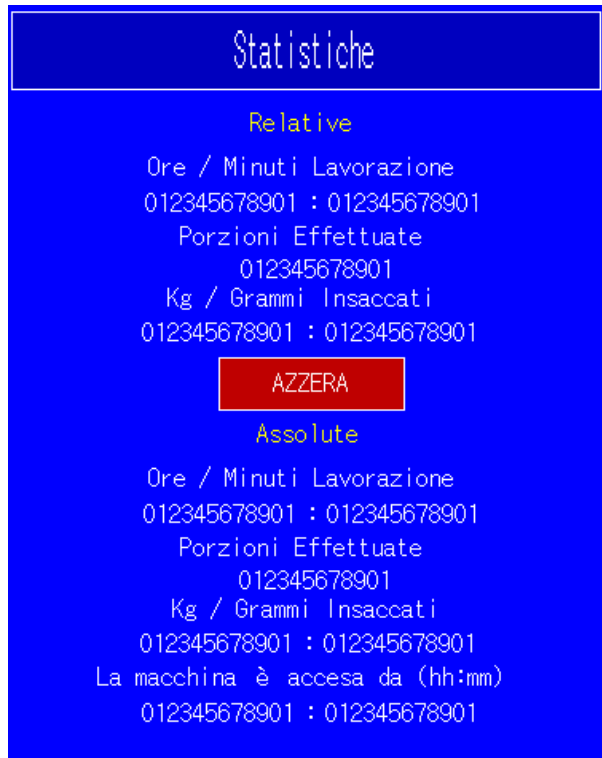 Statistiche
Relative
Ore / Minuti Lavorazione
012345678901 : 012345678901
Porzioni Effettuate
012345678901
Kg / Grammi Insaccati
012345678901 : 012345678901
AZZERA
Assolute
Ore / Minuti Lavorazione
012345678901 : 012345678901
Porzioni Effettuate
012345678901
Kg / Grammi Insaccati
012345678901 : 012345678901
La macchina è accesa da (hh:mm)
012345678901 : 012345678901